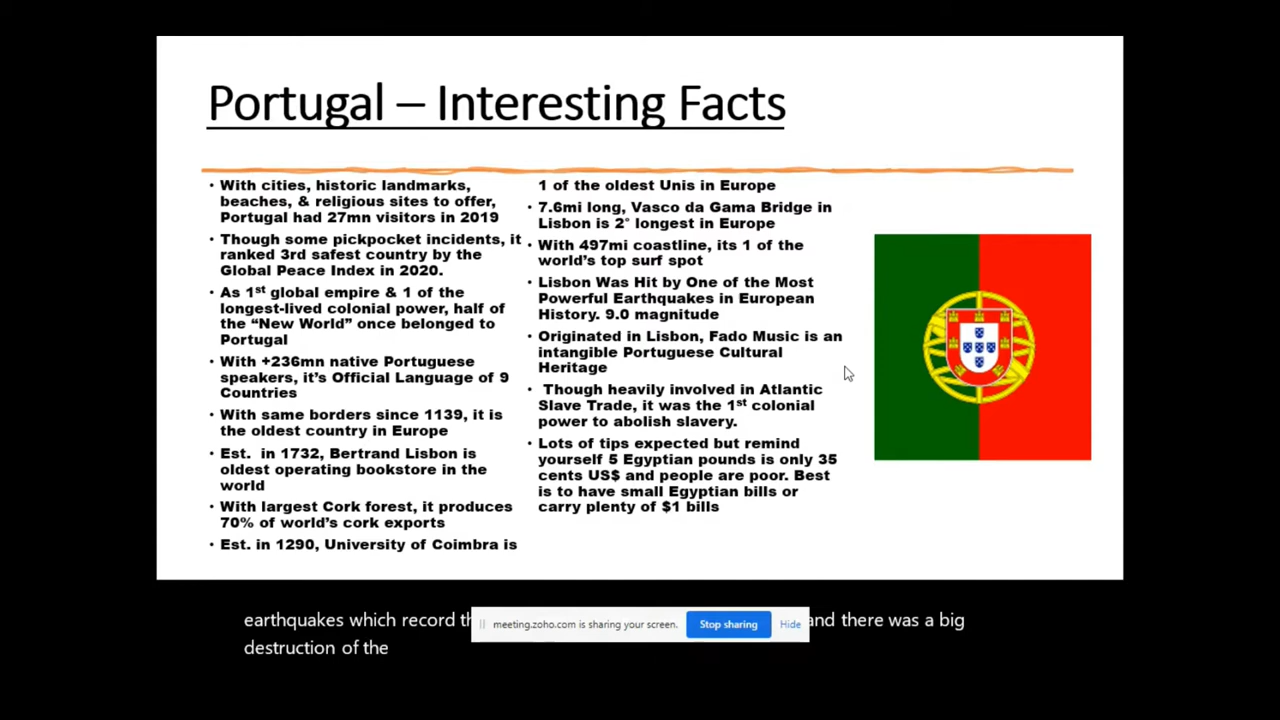 Portugal – Interesting Facts
• With cities, historic landmarks,
beaches, & religious sites to offer,
Portugal had 27mn visitors in 2019
• Though some pickpocket incidents, it
ranked 3rd safest country by the
Global Peace Index in 2020.
• As 1st global empire & 1 of the
longest-lived colonial power, half of
the “New World” once belonged to
Portugal
• With +236mn native Portuguese
speakers, it’s Official Language of 9
Countries
• With same borders since 1139, it is
the oldest country in Europe
• Est. in 1732, Bertrand Lisbon is
oldest operating bookstore in the
world
• With largest Cork forest, it produces
70% of world’s cork exports
• Est. in 1290, University of Coimbra is
1 of the oldest Unis in Europe
• 7.6mi long, Vasco da Gama Bridge in
Lisbon is 2° longest in Europe
• With 497mi coastline, its 1 of the
world’s top surf spot
• Lisbon Was Hit by One of the Most
Powerful Earthquakes in European
History. 9.0 magnitude
• Originated in Lisbon, Fado Music is an
intangible Portuguese Cultural
Heritage
• Though heavily involved in Atlantic
Slave Trade, it was the 1st colonial
power to abolish slavery.
• Lots of tips expected but remind
yourself 5 Egyptian pounds is only 35
cents US$ and people are poor. Best
is to have small Egyptian bills or
carry plenty of $1 bills
earthquakes which record and there was a big
destruction of the
meeting.zoho.com is sharing your screen. Stop sharing Hide